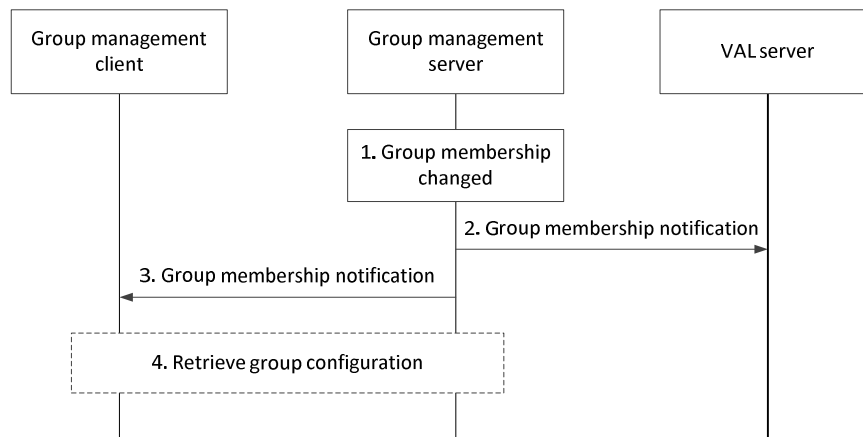 Group management
client
Group management
server
VAL server
1. Group membership
changed
2. Group membership notification
3. Group membership notification
4. Retrieve group configuration